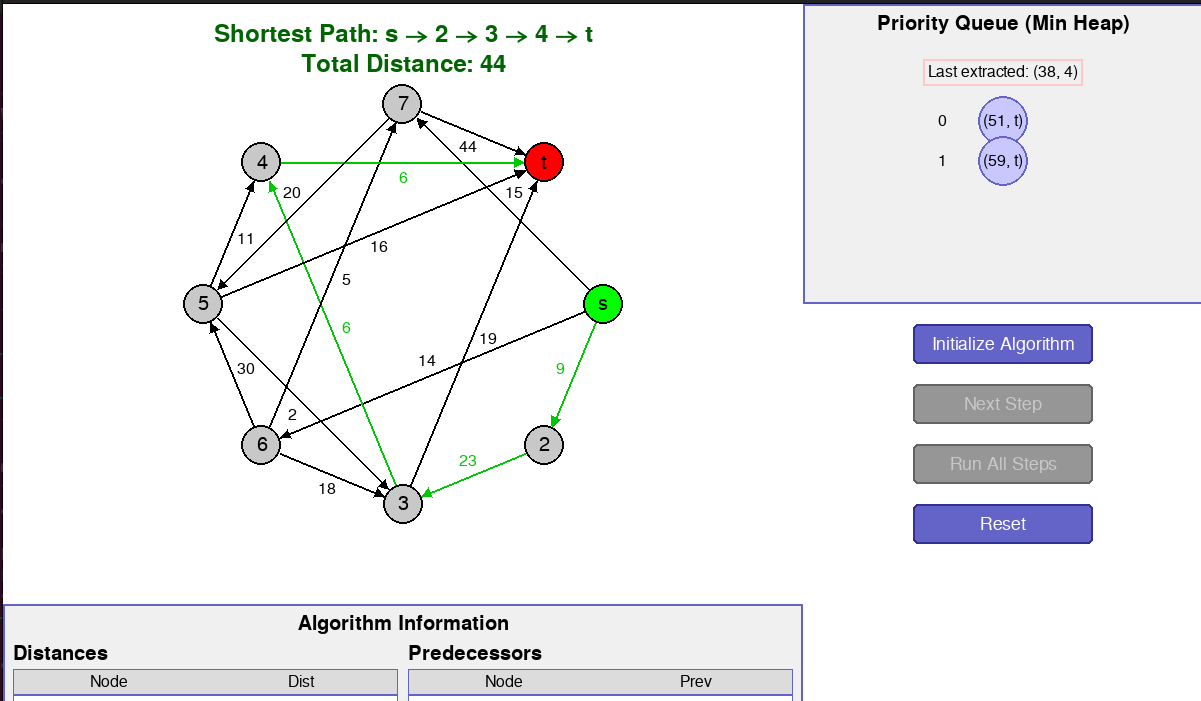 Shortest Path: s → 2 → 3 → 4 → t
Total Distance: 44
7
44
4
t
6
20
15
11
16
5
5
s
6
19
14
9
30
2
6
2
23
18
3
Priority Queue (Min Heap)
Last extracted: (38, 4)
0 (51, t)
1 (59, t)
Initialize Algorithm
Next Step
Run All Steps
Reset
Algorithm Information
Distances Predecessors
Node Dist Node Prev